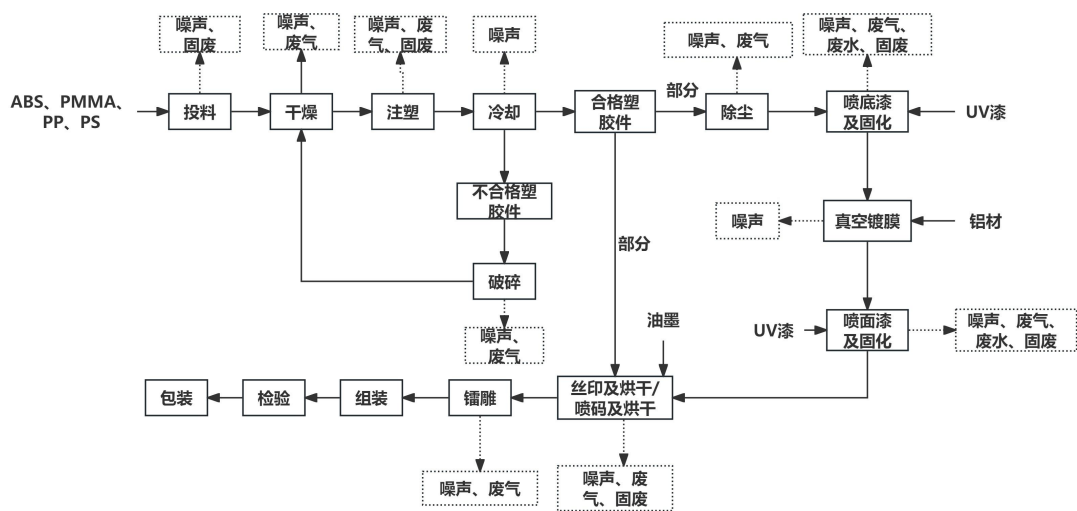 噪声、
固废
噪声、
废气
噪声、废
气、固废
噪声
噪声、废气
噪声、废气、
废水、固废
ABS、PMMA、
PP、PS
投料
干燥
注塑
冷却
合格塑
胶件
部分
除尘
喷底漆
及固化
UV漆
不合格塑
胶件
噪声
真空镀膜
铝材
部分
破碎
噪声、
废气
油墨
UV漆
喷面漆
及固化
噪声、废气、
废水、固废
包装
检验
组装
镭雕
丝印及烘干/
喷码及烘干
噪声、废气
噪声、废
气、固废